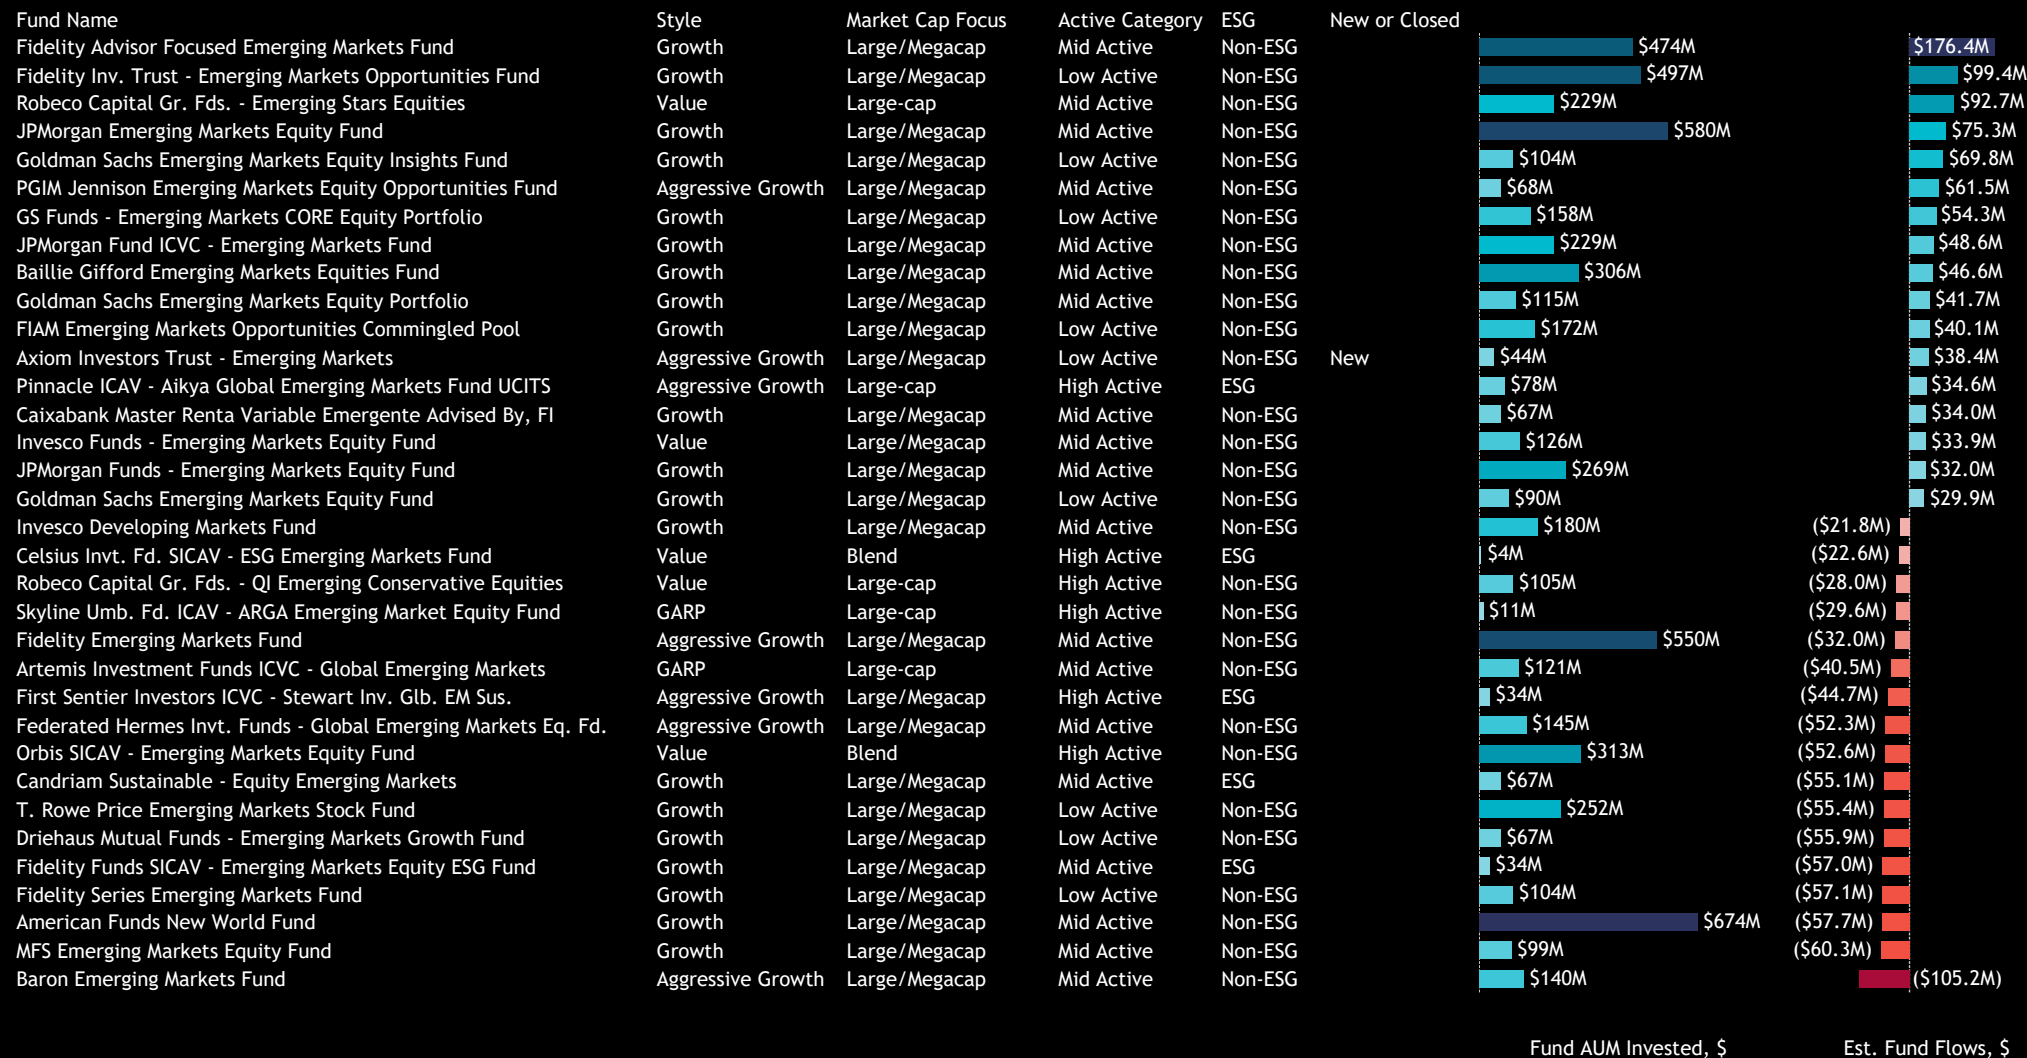 Fund Name Style Market Cap Focus Active Category ESG New or Closed
Fidelity Advisor Focused Emerging Markets Fund Growth Large/Megacap Mid Active Non-ESG $474M $176.4M
Fidelity Inv. Trust - Emerging Markets Opportunities Fund Growth Large/Megacap Low Active Non-ESG $497M $99.4M
Robeco Capital Gr. Fds. - Emerging Stars Equities Value Large-cap Mid Active Non-ESG $229M $92.7M
JPMorgan Emerging Markets Equity Fund Growth Large/Megacap Mid Active Non-ESG $580M $75.3M
Goldman Sachs Emerging Markets Equity Insights Fund Growth Large/Megacap Low Active Non-ESG $104M $69.8M
PGIM Jennison Emerging Markets Equity Opportunities Fund Aggressive Growth Large/Megacap Mid Active Non-ESG $68M $61.5M
GS Funds - Emerging Markets CORE Equity Portfolio Growth Large/Megacap Low Active Non-ESG $158M $54.3M
JPMorgan Fund ICVC - Emerging Markets Fund Growth Large/Megacap Mid Active Non-ESG $229M $48.6M
Baillie Gifford Emerging Markets Equities Fund Growth Large/Megacap Mid Active Non-ESG $306M $46.6M
Goldman Sachs Emerging Markets Equity Portfolio Growth Large/Megacap Mid Active Non-ESG $115M $41.7M
FIAM Emerging Markets Opportunities Commingled Pool Growth Large/Megacap Low Active Non-ESG $172M $40.1M
Axiom Investors Trust - Emerging Markets Aggressive Growth Large/Megacap Low Active Non-ESG New $44M $38.4M
Pinnacle ICAV - Aikya Global Emerging Markets Fund UCITS Aggressive Growth Large-cap High Active ESG $78M $34.6M
Caixabank Master Renta Variable Emergente Advised By, FI Growth Large/Megacap Mid Active Non-ESG $67M $34.0M
Invesco Funds - Emerging Markets Equity Fund Value Large/Megacap Mid Active Non-ESG $126M $33.9M
JPMorgan Funds - Emerging Markets Equity Fund Growth Large/Megacap Mid Active Non-ESG $269M $32.0M
Goldman Sachs Emerging Markets Equity Fund Growth Large/Megacap Low Active Non-ESG $90M $29.9M
Invesco Developing Markets Fund Growth Large/Megacap Mid Active Non-ESG $180M ($21.8M)
Celsius Invt. Fd. SICAV - ESG Emerging Markets Fund Value Blend High Active ESG $4M ($22.6M)
Robeco Capital Gr. Fds. - QI Emerging Conservative Equities Value Large-cap High Active Non-ESG $105M ($28.0M)
Skyline Umb. Fd. ICAV - ARGA Emerging Market Equity Fund GARP Large-cap High Active Non-ESG $11M ($29.6M)
Fidelity Emerging Markets Fund Aggressive Growth Large/Megacap Mid Active Non-ESG $550M ($32.0M)
Artemis Investment Funds ICVC - Global Emerging Markets GARP Large-cap Mid Active Non-ESG $121M ($40.5M)
First Sentier Investors ICVC - Stewart Inv. Glb. EM Sus. Aggressive Growth Large/Megacap High Active ESG $34M ($44.7M)
Federated Hermes Invt. Funds - Global Emerging Markets Eq. Fd. Aggressive Growth Large/Megacap Mid Active Non-ESG $145M ($52.3M)
Orbis SICAV - Emerging Markets Equity Fund Value Blend High Active Non-ESG $313M ($52.6M)
Candriam Sustainable - Equity Emerging Markets Growth Large/Megacap Mid Active ESG $67M ($55.1M)
T. Rowe Price Emerging Markets Stock Fund Growth Large/Megacap Low Active Non-ESG $252M ($55.4M)
Driehaus Mutual Funds - Emerging Markets Growth Fund Growth Large/Megacap Low Active Non-ESG $67M ($55.9M)
Fidelity Funds SICAV - Emerging Markets Equity ESG Fund Growth Large/Megacap Mid Active ESG $34M ($57.0M)
Fidelity Series Emerging Markets Fund Growth Large/Megacap Low Active Non-ESG $104M ($57.1M)
American Funds New World Fund Growth Large/Megacap Mid Active Non-ESG $674M ($57.7M)
MFS Emerging Markets Equity Fund Growth Large/Megacap Mid Active Non-ESG $99M ($60.3M)
Baron Emerging Markets Fund Aggressive Growth Large/Megacap Mid Active Non-ESG $140M ($105.2M)
Fund AUM Invested, $ Est. Fund Flows, $